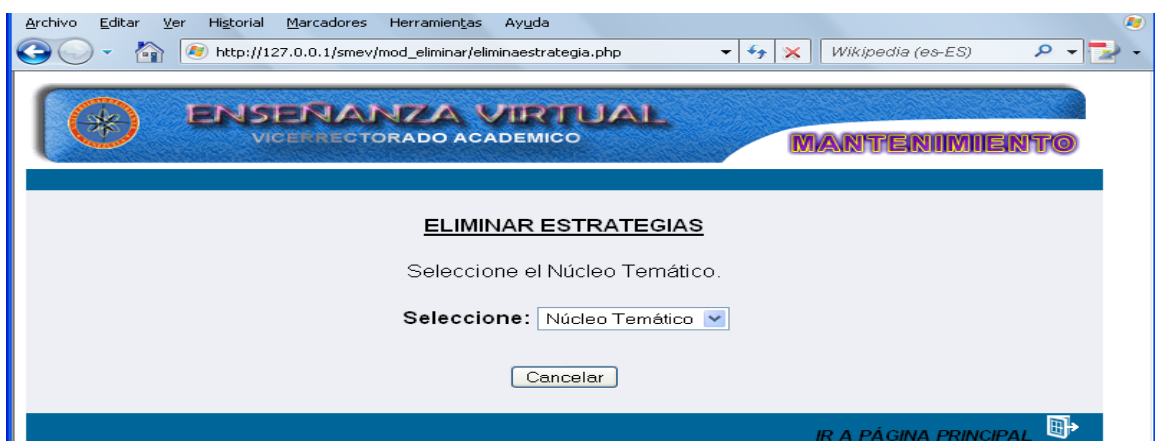 Archivo Editar Ver Historial Marcadores Herramientas Ayuda
http://127.0.0.1/smev/mod_eliminar/eliminaestrategia.php Wikipedia (es-ES)
ENSEÑANZA VIRTUAL
VICERRECTORADO ACADEMICO
MANTENIMIENTO
ELIMINAR ESTRATEGIAS
Seleccione el Núcleo Temático.
Seleccione: Núcleo Temático
Cancelar
IR A PÁGINA PRINCIPAL